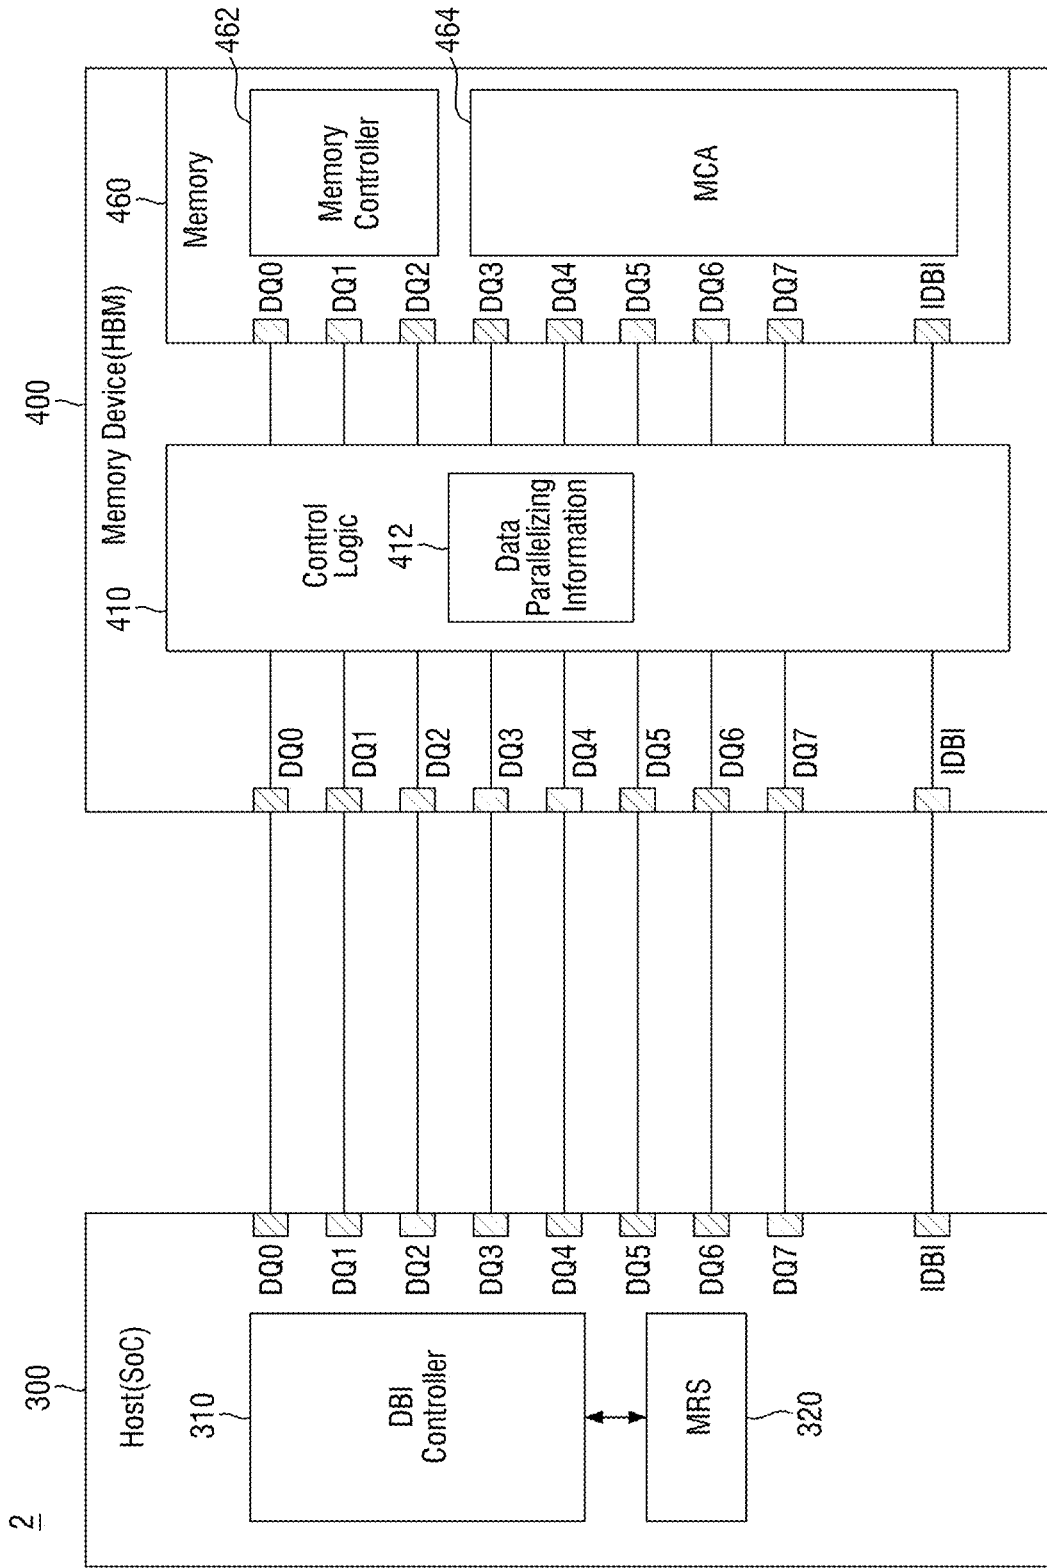 2
300
Host(SoC)
310
DBI
Controller
MRS
320
DQ0
DQ1
DQ2
DQ3
DQ4
DQ5
DQ6
DQ7
IDBI
400
Memory Device(HBM)
DQ0
DQ1
DQ2
DQ3
DQ4
DQ5
DQ6
DQ7
IDBI
410
Control
Logic
412
Data
Parallelizing
Information
460
Memory
DQ0
DQ1
DQ2
DQ3
DQ4
DQ5
DQ6
DQ7
IDBI
462
Memory
Controller
464
MCA